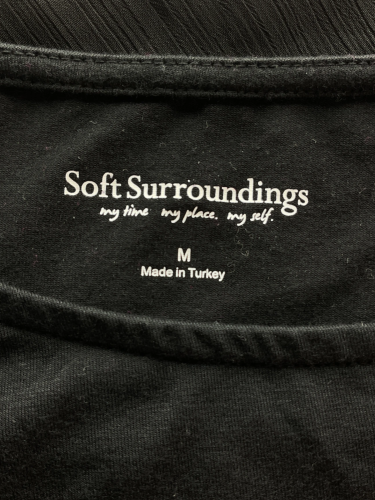 Soft Surroundings
my time my place. my self.
M
Made in Turkey